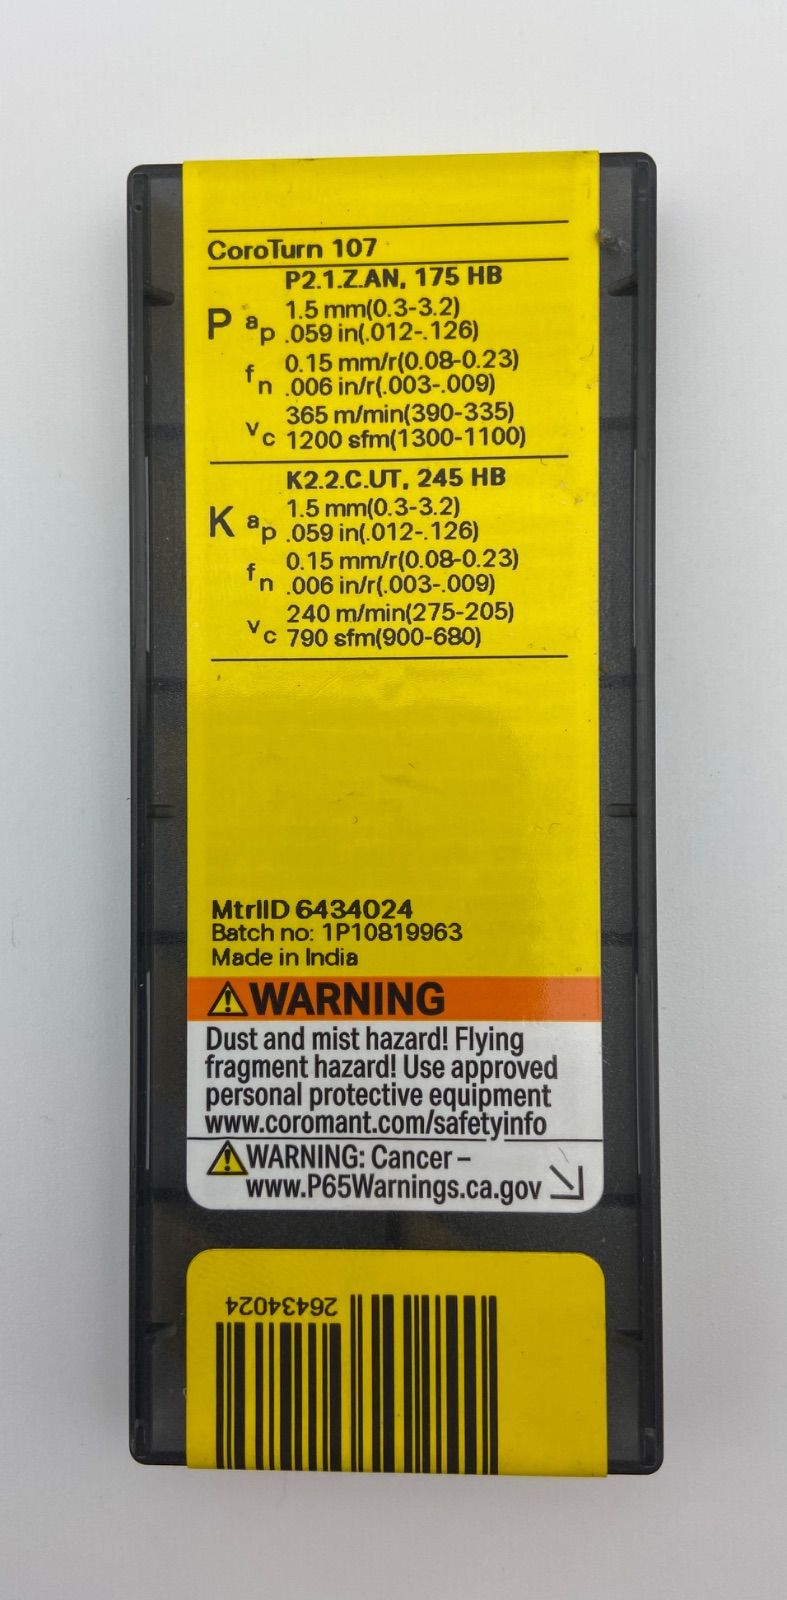 CoroTurn 107
P2.1.Z.AN, 175 HB
P ap 1.5 mm(0.3-3.2)
.059 in(.012-.126)
fn 0.15 mm/r(0.08-0.23)
.006 in/r(.003-.009)
vc 365 m/min(390-335)
1200 sfm(1300-1100)
K2.2.C.UT, 245 HB
K ap 1.5 mm(0.3-3.2)
.059 in(.012-.126)
fn 0.15 mm/r(0.08-0.23)
.006 in/r(.003-.009)
vc 240 m/min(275-205)
790 sfm(900-680)
MtrlID 6434024
Batch no: 1P10819963
Made in India
WARNING
Dust and mist hazard! Flying
fragment hazard! Use approved
personal protective equipment
www.coromant.com/safetyinfo
WARNING: Cancer –
www.P65Warnings.ca.gov
26434024